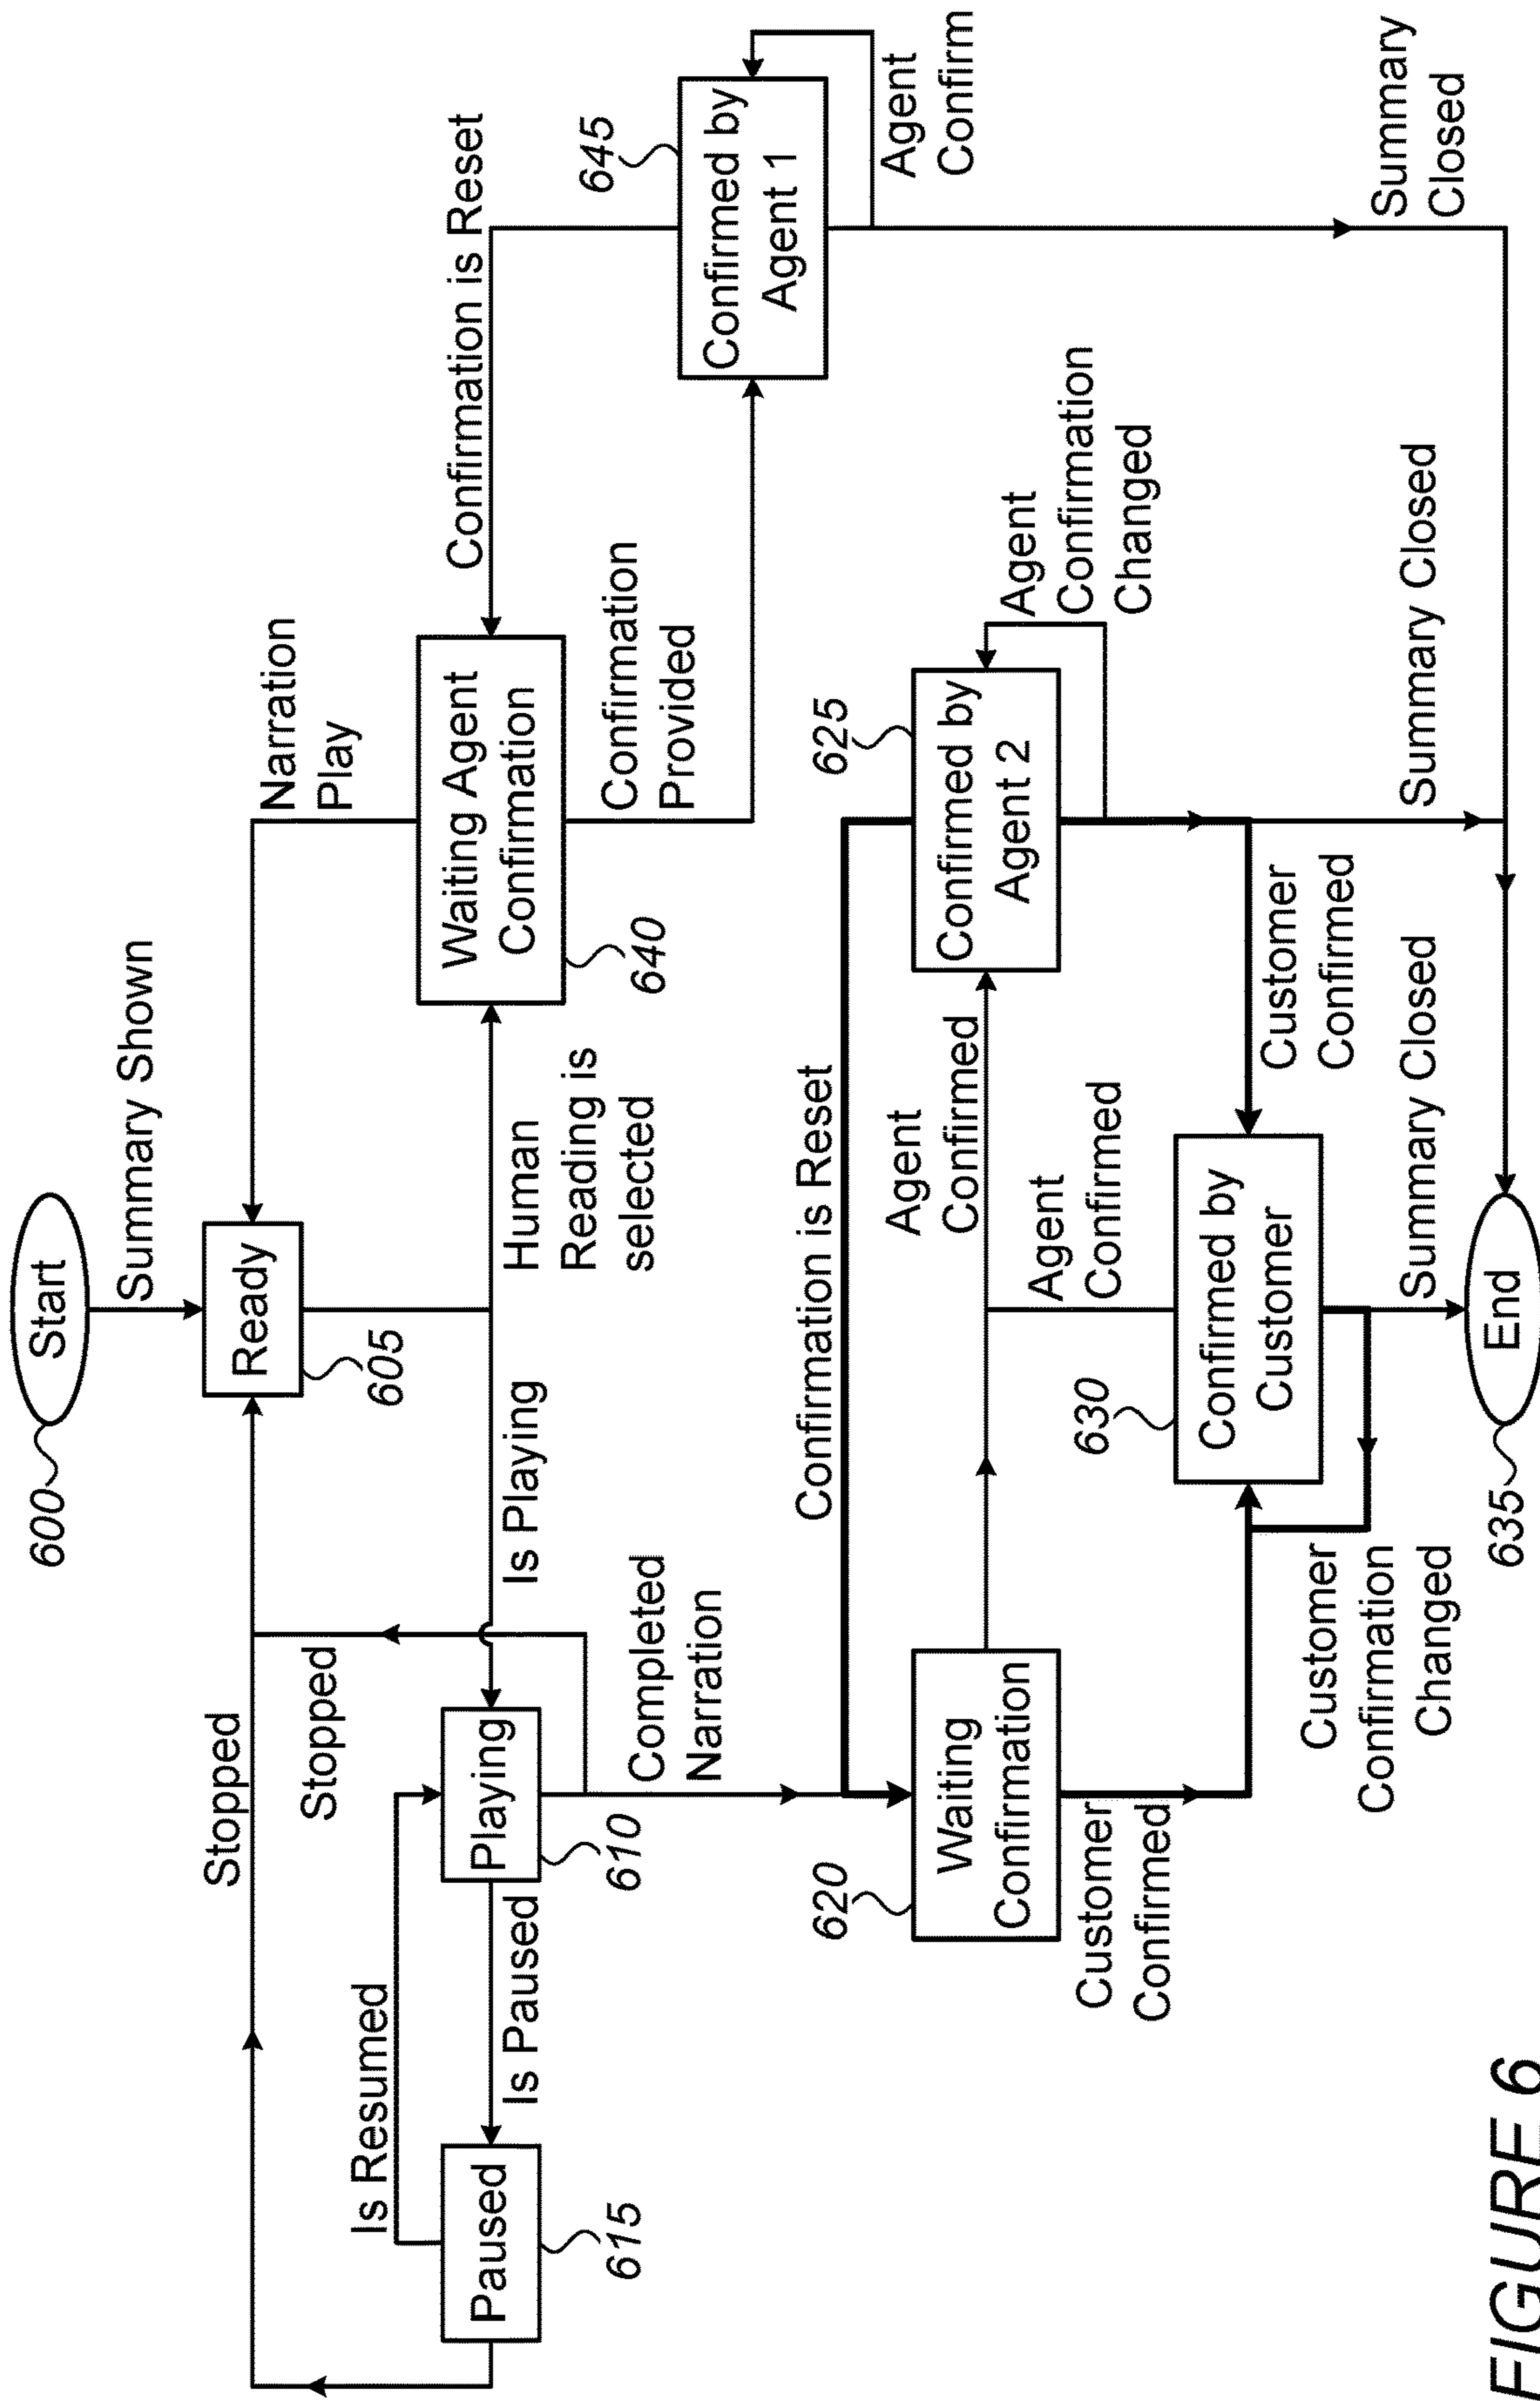 600
Start
Summary Shown
Stopped
Ready
605
Narration
Play
Stopped
Is Resumed
Paused
615
Is Paused
Playing
610
Is Playing
Human
Reading is
selected
Waiting Agent
Confirmation
640
Confirmation is Reset
Confirmation
Provided
645
Confirmed by
Agent 1
Agent
Confirm
Completed
Narration
Confirmation is Reset
620
Waiting
Confirmation
Agent
Confirmed
625
Confirmed by
Agent 2
Agent
Confirmation
Changed
Agent
Confirmed
Customer
Confirmed
630
Confirmed by
Customer
Customer
Confirmed
Customer
Confirmation
Changed
Summary Closed
Summary Closed
Summary
Closed
635
End
FIGURE 6